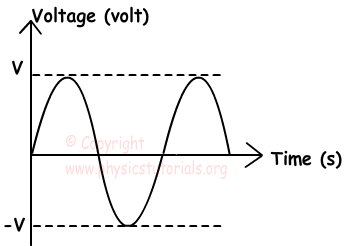 Voltage (volt)
V
© Copyright
Time (s)
www.physicstutorials.org
-V